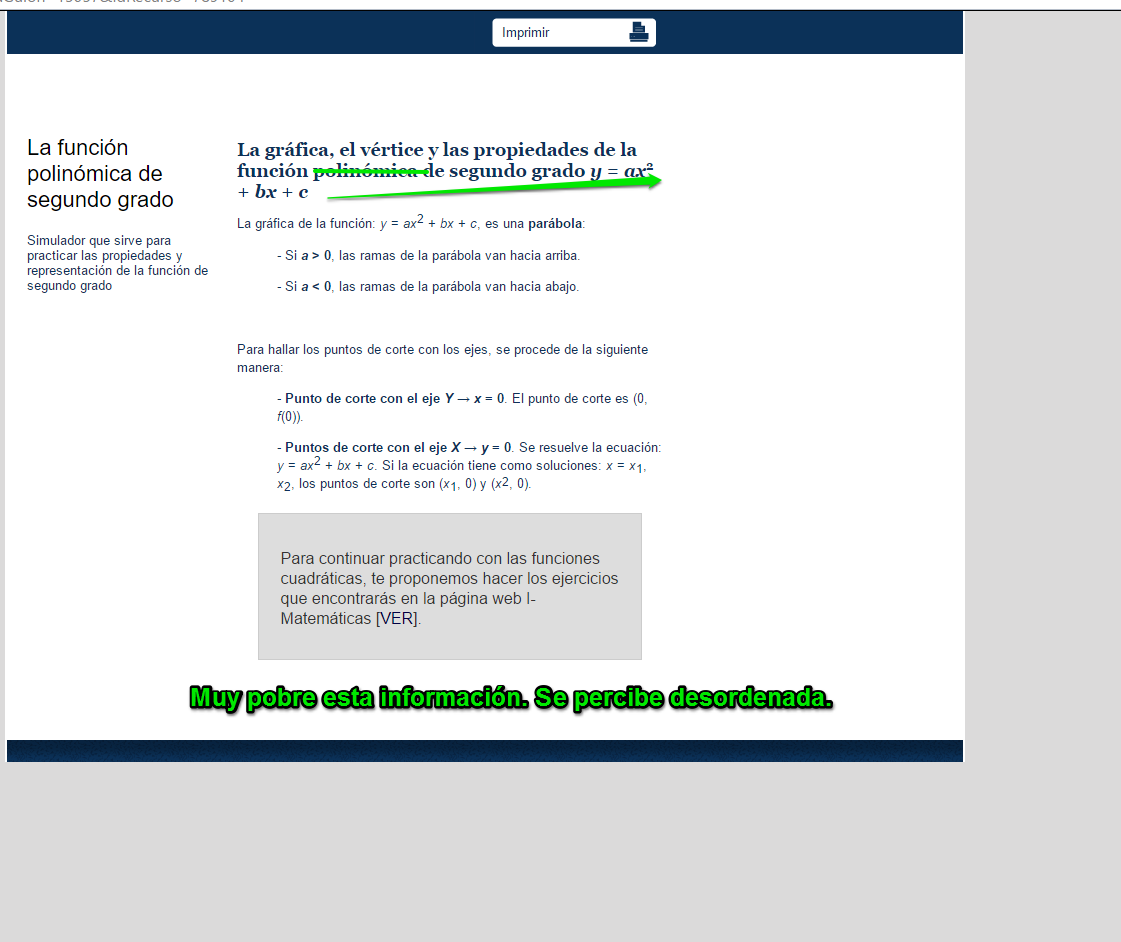 Imprimir
La función
polinómica de
segundo grado
Simulador que sirve para
practicar las propiedades y
representación de la función de
segundo grado
La gráfica, el vértice y las propiedades de la
función polinómica de segundo grado y = ax²
+ bx + c
La gráfica de la función: y = ax² + bx + c, es una parábola:
- Si a > 0, las ramas de la parábola van hacia arriba.
- Si a < 0, las ramas de la parábola van hacia abajo.
Para hallar los puntos de corte con los ejes, se procede de la siguiente
manera:
- Punto de corte con el eje Y → x = 0. El punto de corte es (0,
f(0)).
- Puntos de corte con el eje X → y = 0. Se resuelve la ecuación:
y = ax² + bx + c. Si la ecuación tiene como soluciones: x = x₁,
x₂, los puntos de corte son (x₁, 0) y (x², 0).
Para continuar practicando con las funciones
cuadráticas, te proponemos hacer los ejercicios
que encontrarás en la página web I-
Matemáticas [VER].
Muy pobre esta información. Se percibe desordenada.